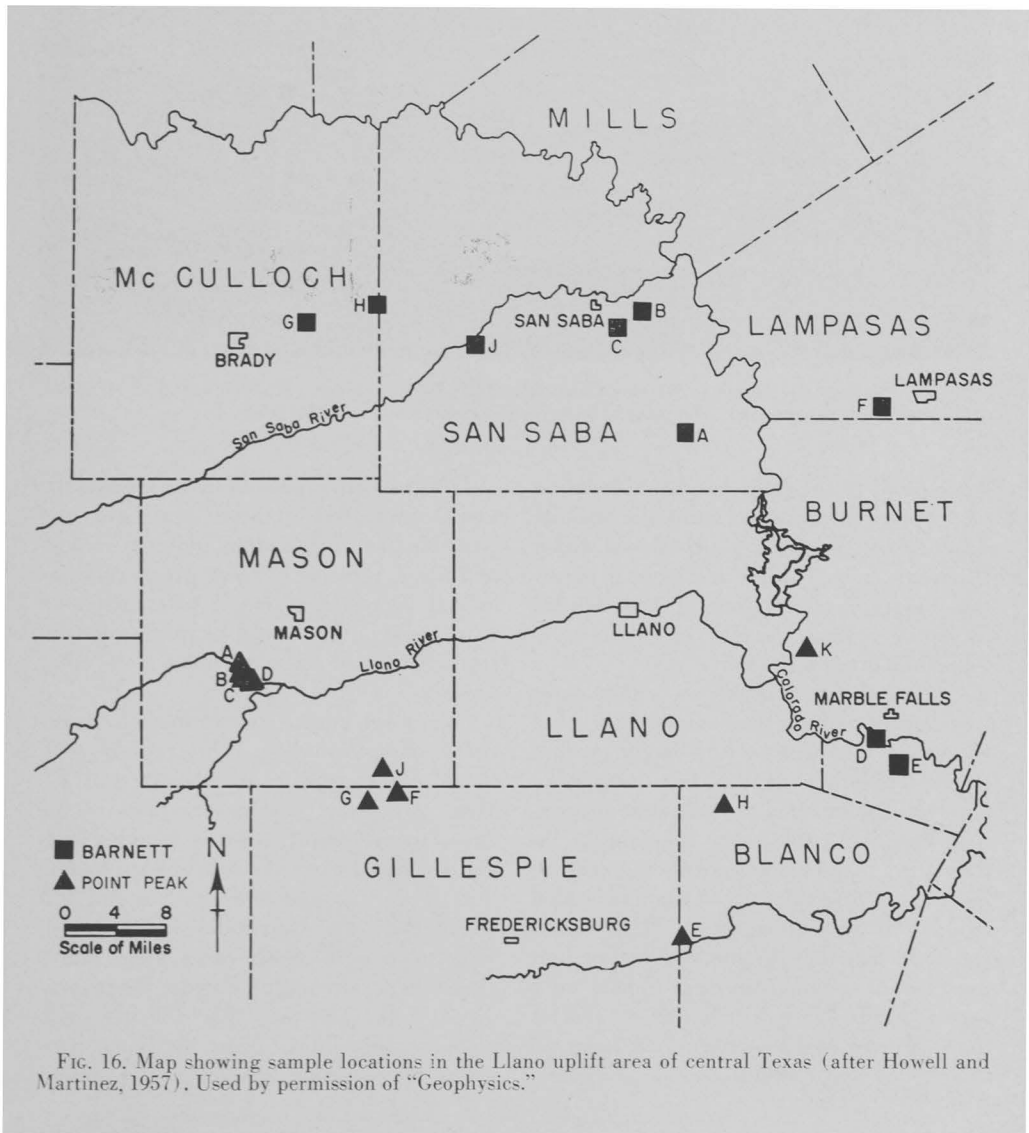 MILLS
Mc CULLOCH
H
G
BRADY
SAN SABA
B
C
J
LAMPASAS
LAMPASAS
F
San Saba River
SAN SABA
A
BURNET
MASON
MASON
LLANO
Llano River
A
B
D
C
K
Colorado River
MARBLE FALLS
LLANO
D
E
J
G
F
H
BARNETT
N
POINT PEAK
GILLESPIE
BLANCO
0 4 8
Scale of Miles
FREDERICKSBURG
E
FIG. 16. Map showing sample locations in the Llano uplift area of central Texas (after Howell and
Martinez, 1957). Used by permission of "Geophysics."